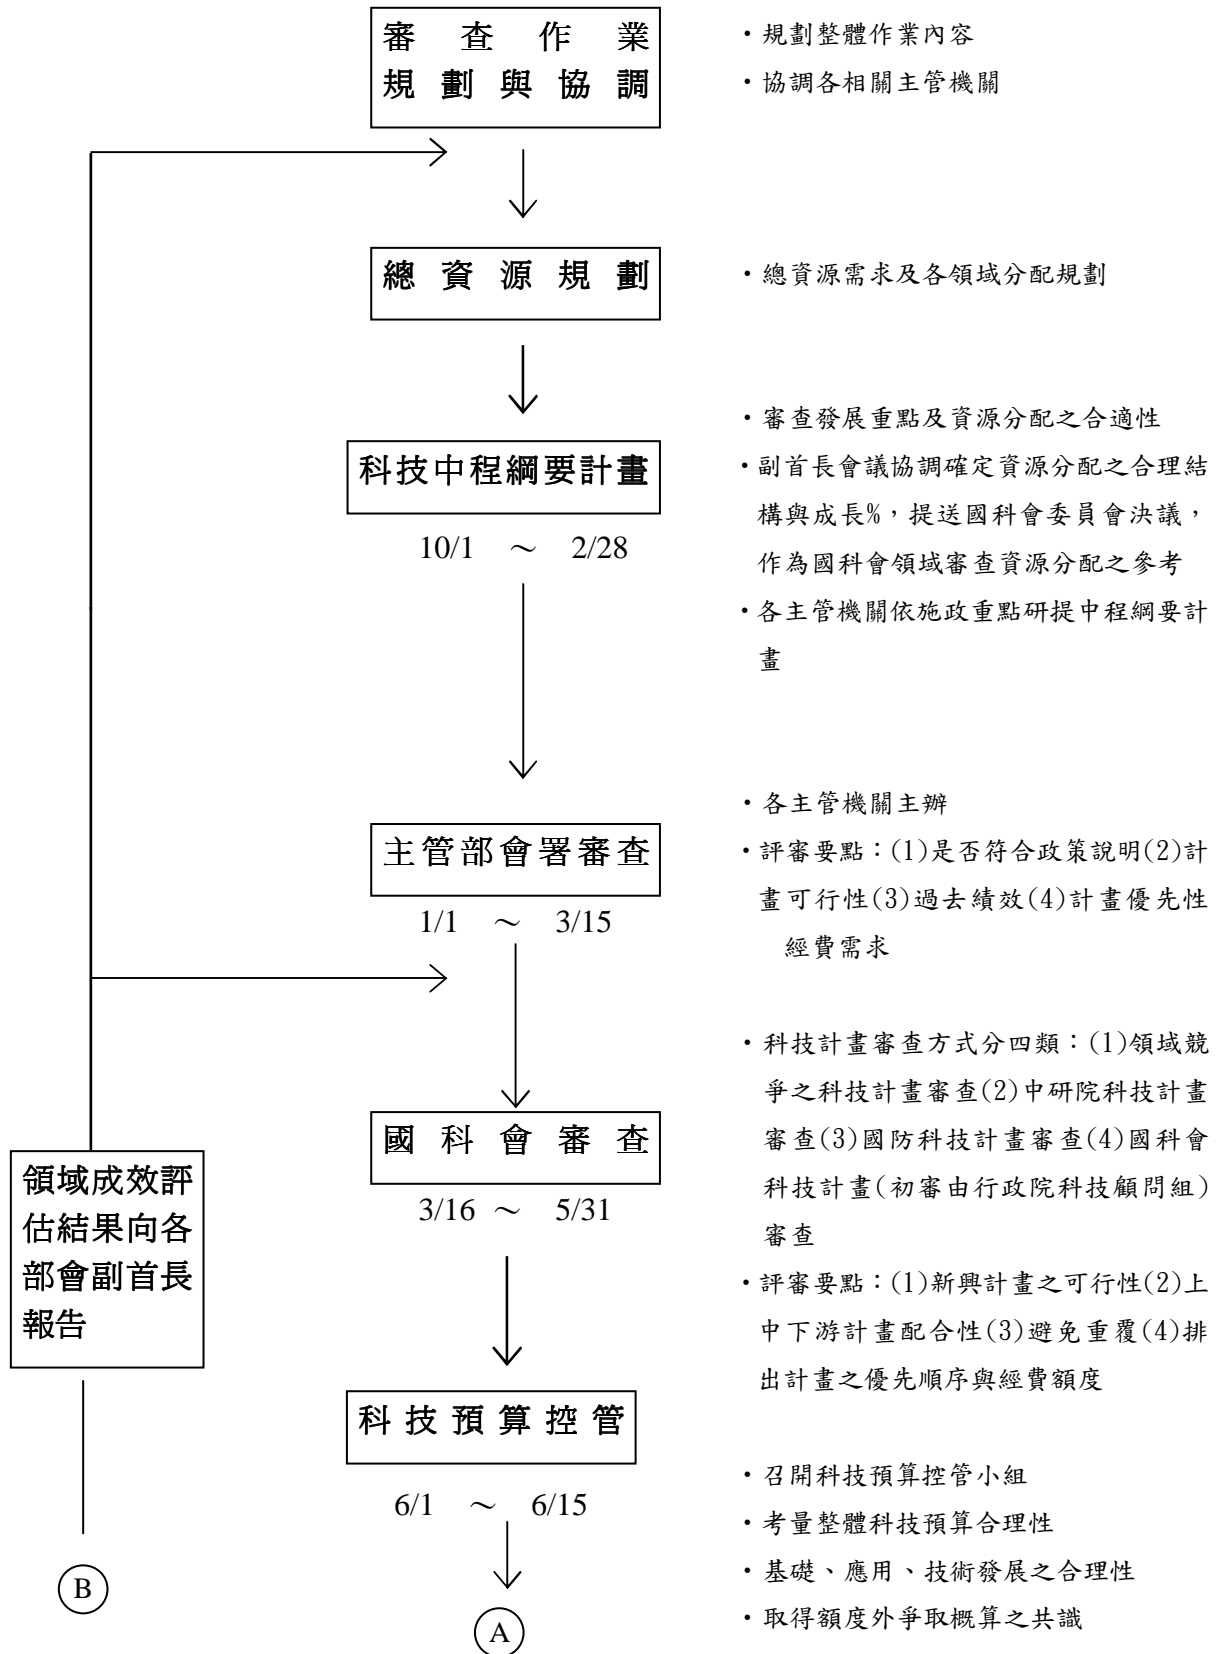 審查作業
規劃與協調
・規劃整體作業內容
・協調各相關主管機關
總資源規劃
・總資源需求及各領域分配規劃
科技中程綱要計畫
10/1 ～ 2/28
・審查發展重點及資源分配之合適性
・副首長會議協調確定資源分配之合理結
構與成長%，提送國科會委員會決議，
作為國科會領域審查資源分配之參考
・各主管機關依施政重點研提中程綱要計
畫
主管部會署審查
1/1 ～ 3/15
・各主管機關主辦
・評審要點：(1)是否符合政策說明(2)計
畫可行性(3)過去績效(4)計畫優先性
經費需求
國科會審查
3/16 ～ 5/31
・科技計畫審查方式分四類：(1)領域競
爭之科技計畫審查(2)中研院科技計畫
審查(3)國防科技計畫審查(4)國科會
科技計畫(初審由行政院科技顧問組)
審查
・評審要點：(1)新興計畫之可行性(2)上
中下游計畫配合性(3)避免重覆(4)排
出計畫之優先順序與經費額度
領域成效評
估結果向各
部會副首長
報告
科技預算控管
6/1 ～ 6/15
・召開科技預算控管小組
・考量整體科技預算合理性
・基礎、應用、技術發展之合理性
・取得額度外爭取概算之共識
B
A